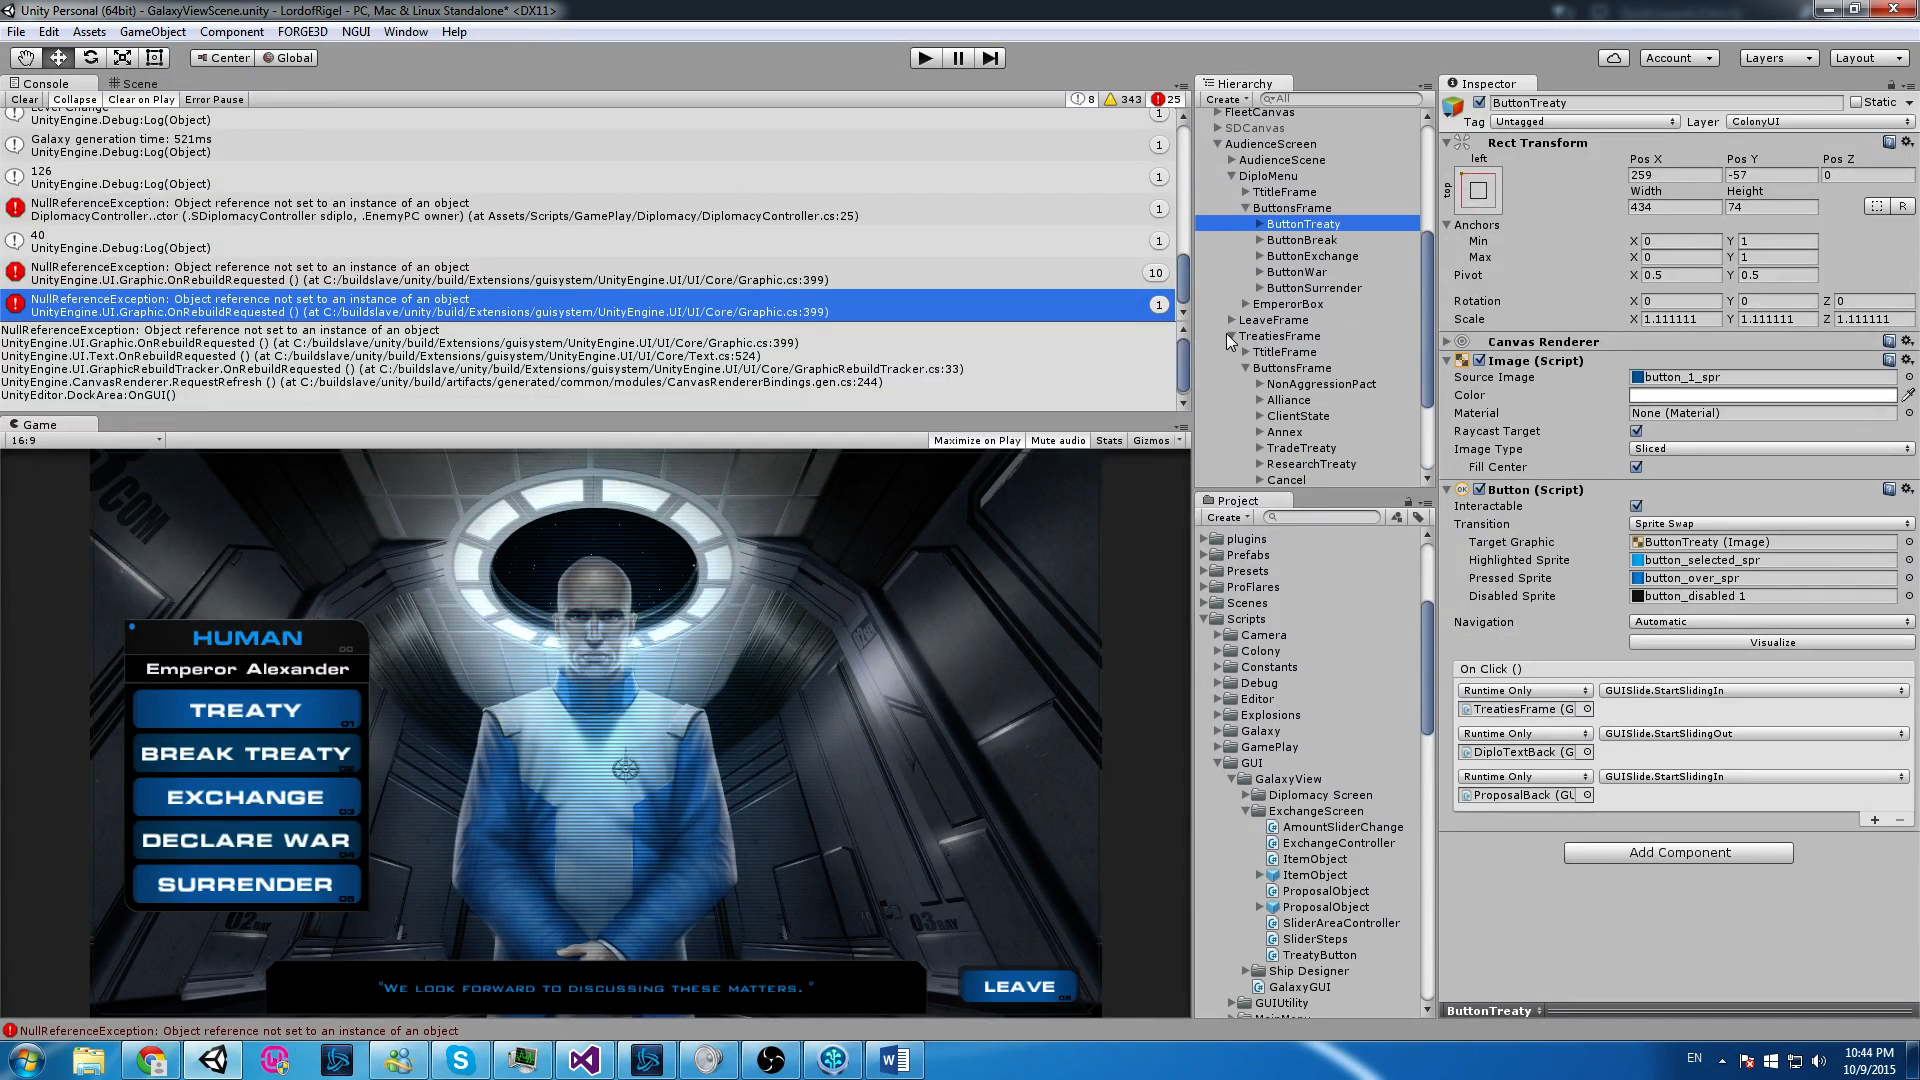 Unity Personal (64bit) - GalaxyViewScene.unity - LordofRigel - PC, Mac & Linux Standalone* <DX11>
File Edit Assets GameObject Component FORGE3D NGUI Window Help
Center Global Account Layers Layout
Console Scene
Clear Collapse Clear on Play Error Pause 8 343 25
Level Change
UnityEngine.Debug:Log(Object) 1
Galaxy generation time: 521ms
UnityEngine.Debug:Log(Object) 1
126
UnityEngine.Debug:Log(Object) 1
NullReferenceException: Object reference not set to an instance of an object
DiplomacyController..ctor (.SDiplomacyController sdiplo, .EnemyPC owner) (at Assets/Scripts/GamePlay/Diplomacy/DiplomacyController.cs:25) 1
40
UnityEngine.Debug:Log(Object) 1
NullReferenceException: Object reference not set to an instance of an object
UnityEngine.UI.Graphic.OnRebuildRequested () (at C:/buildslave/unity/build/Extensions/guisystem/UnityEngine.UI/UI/Core/Graphic.cs:399) 10
NullReferenceException: Object reference not set to an instance of an object
UnityEngine.UI.Graphic.OnRebuildRequested () (at C:/buildslave/unity/build/Extensions/guisystem/UnityEngine.UI/UI/Core/Graphic.cs:399) 1
NullReferenceException: Object reference not set to an instance of an object
UnityEngine.UI.Graphic.OnRebuildRequested () (at C:/buildslave/unity/build/Extensions/guisystem/UnityEngine.UI/UI/Core/Graphic.cs:399)
UnityEngine.UI.Text.OnRebuildRequested () (at C:/buildslave/unity/build/Extensions/guisystem/UnityEngine.UI/UI/Core/Text.cs:524)
UnityEngine.UI.GraphicRebuildTracker.OnRebuildRequested () (at C:/buildslave/unity/build/Extensions/guisystem/UnityEngine.UI/UI/Core/GraphicRebuildTracker.cs:33)
UnityEngine.CanvasRenderer.RequestRefresh () (at C:/buildslave/unity/build/artifacts/generated/common/modules/CanvasRendererBindings.gen.cs:244)
UnityEditor.DockArea:OnGUI()
Game
16:9 Maximize on Play Mute audio Stats Gizmos
COM
HUMAN
Emperor Alexander
TREATY 01
BREAK TREATY
EXCHANGE 03
DECLARE WAR
SURRENDER
02BAY
03BAY
"We look forward to discussing these matters. "
LEAVE
NullReferenceException: Object reference not set to an instance of an object
Hierarchy
Create All
FleetCanvas
SDCanvas
AudienceScreen
AudienceScene
DiploMenu
TtitleFrame
ButtonsFrame
ButtonTreaty
ButtonBreak
ButtonExchange
ButtonWar
ButtonSurrender
EmperorBox
LeaveFrame
TreatiesFrame
TtitleFrame
ButtonsFrame
NonAggressionPact
Alliance
ClientState
Annex
TradeTreaty
ResearchTreaty
Cancel
Project
Create
plugins
Prefabs
Presets
ProFlares
Scenes
Scripts
Camera
Colony
Constants
Debug
Editor
Explosions
Galaxy
GamePlay
GUI
GalaxyView
Diplomacy Screen
ExchangeScreen
AmountSliderChange
ExchangeController
ItemObject
ItemObject
ProposalObject
ProposalObject
SliderAreaController
SliderSteps
TreatyButton
Ship Designer
GalaxyGUI
GUIUtility
MainMenu
Inspector
ButtonTreaty Static
Tag Untagged Layer ColonyUI
Rect Transform
left Pos X Pos Y Pos Z
top 259 -57 0
Width Height
434 74 R
Anchors
Min X 0 Y 1
Max X 0 Y 1
Pivot X 0.5 Y 0.5
Rotation X 0 Y 0 Z 0
Scale X 1.111111 Y 1.111111 Z 1.111111
Canvas Renderer
Image (Script)
Source Image button_1_spr
Color
Material None (Material)
Raycast Target
Image Type Sliced
Fill Center
OK Button (Script)
Interactable
Transition Sprite Swap
Target Graphic ButtonTreaty (Image)
Highlighted Sprite button_selected_spr
Pressed Sprite button_over_spr
Disabled Sprite button_disabled 1
Navigation Automatic
Visualize
On Click ()
Runtime Only GUISlide.StartSlidingIn
TreatiesFrame (G
Runtime Only GUISlide.StartSlidingOut
DiploTextBack (G
Runtime Only GUISlide.StartSlidingIn
ProposalBack (GU
+ −
Add Component
ButtonTreaty
EN 10:44 PM
10/9/2015